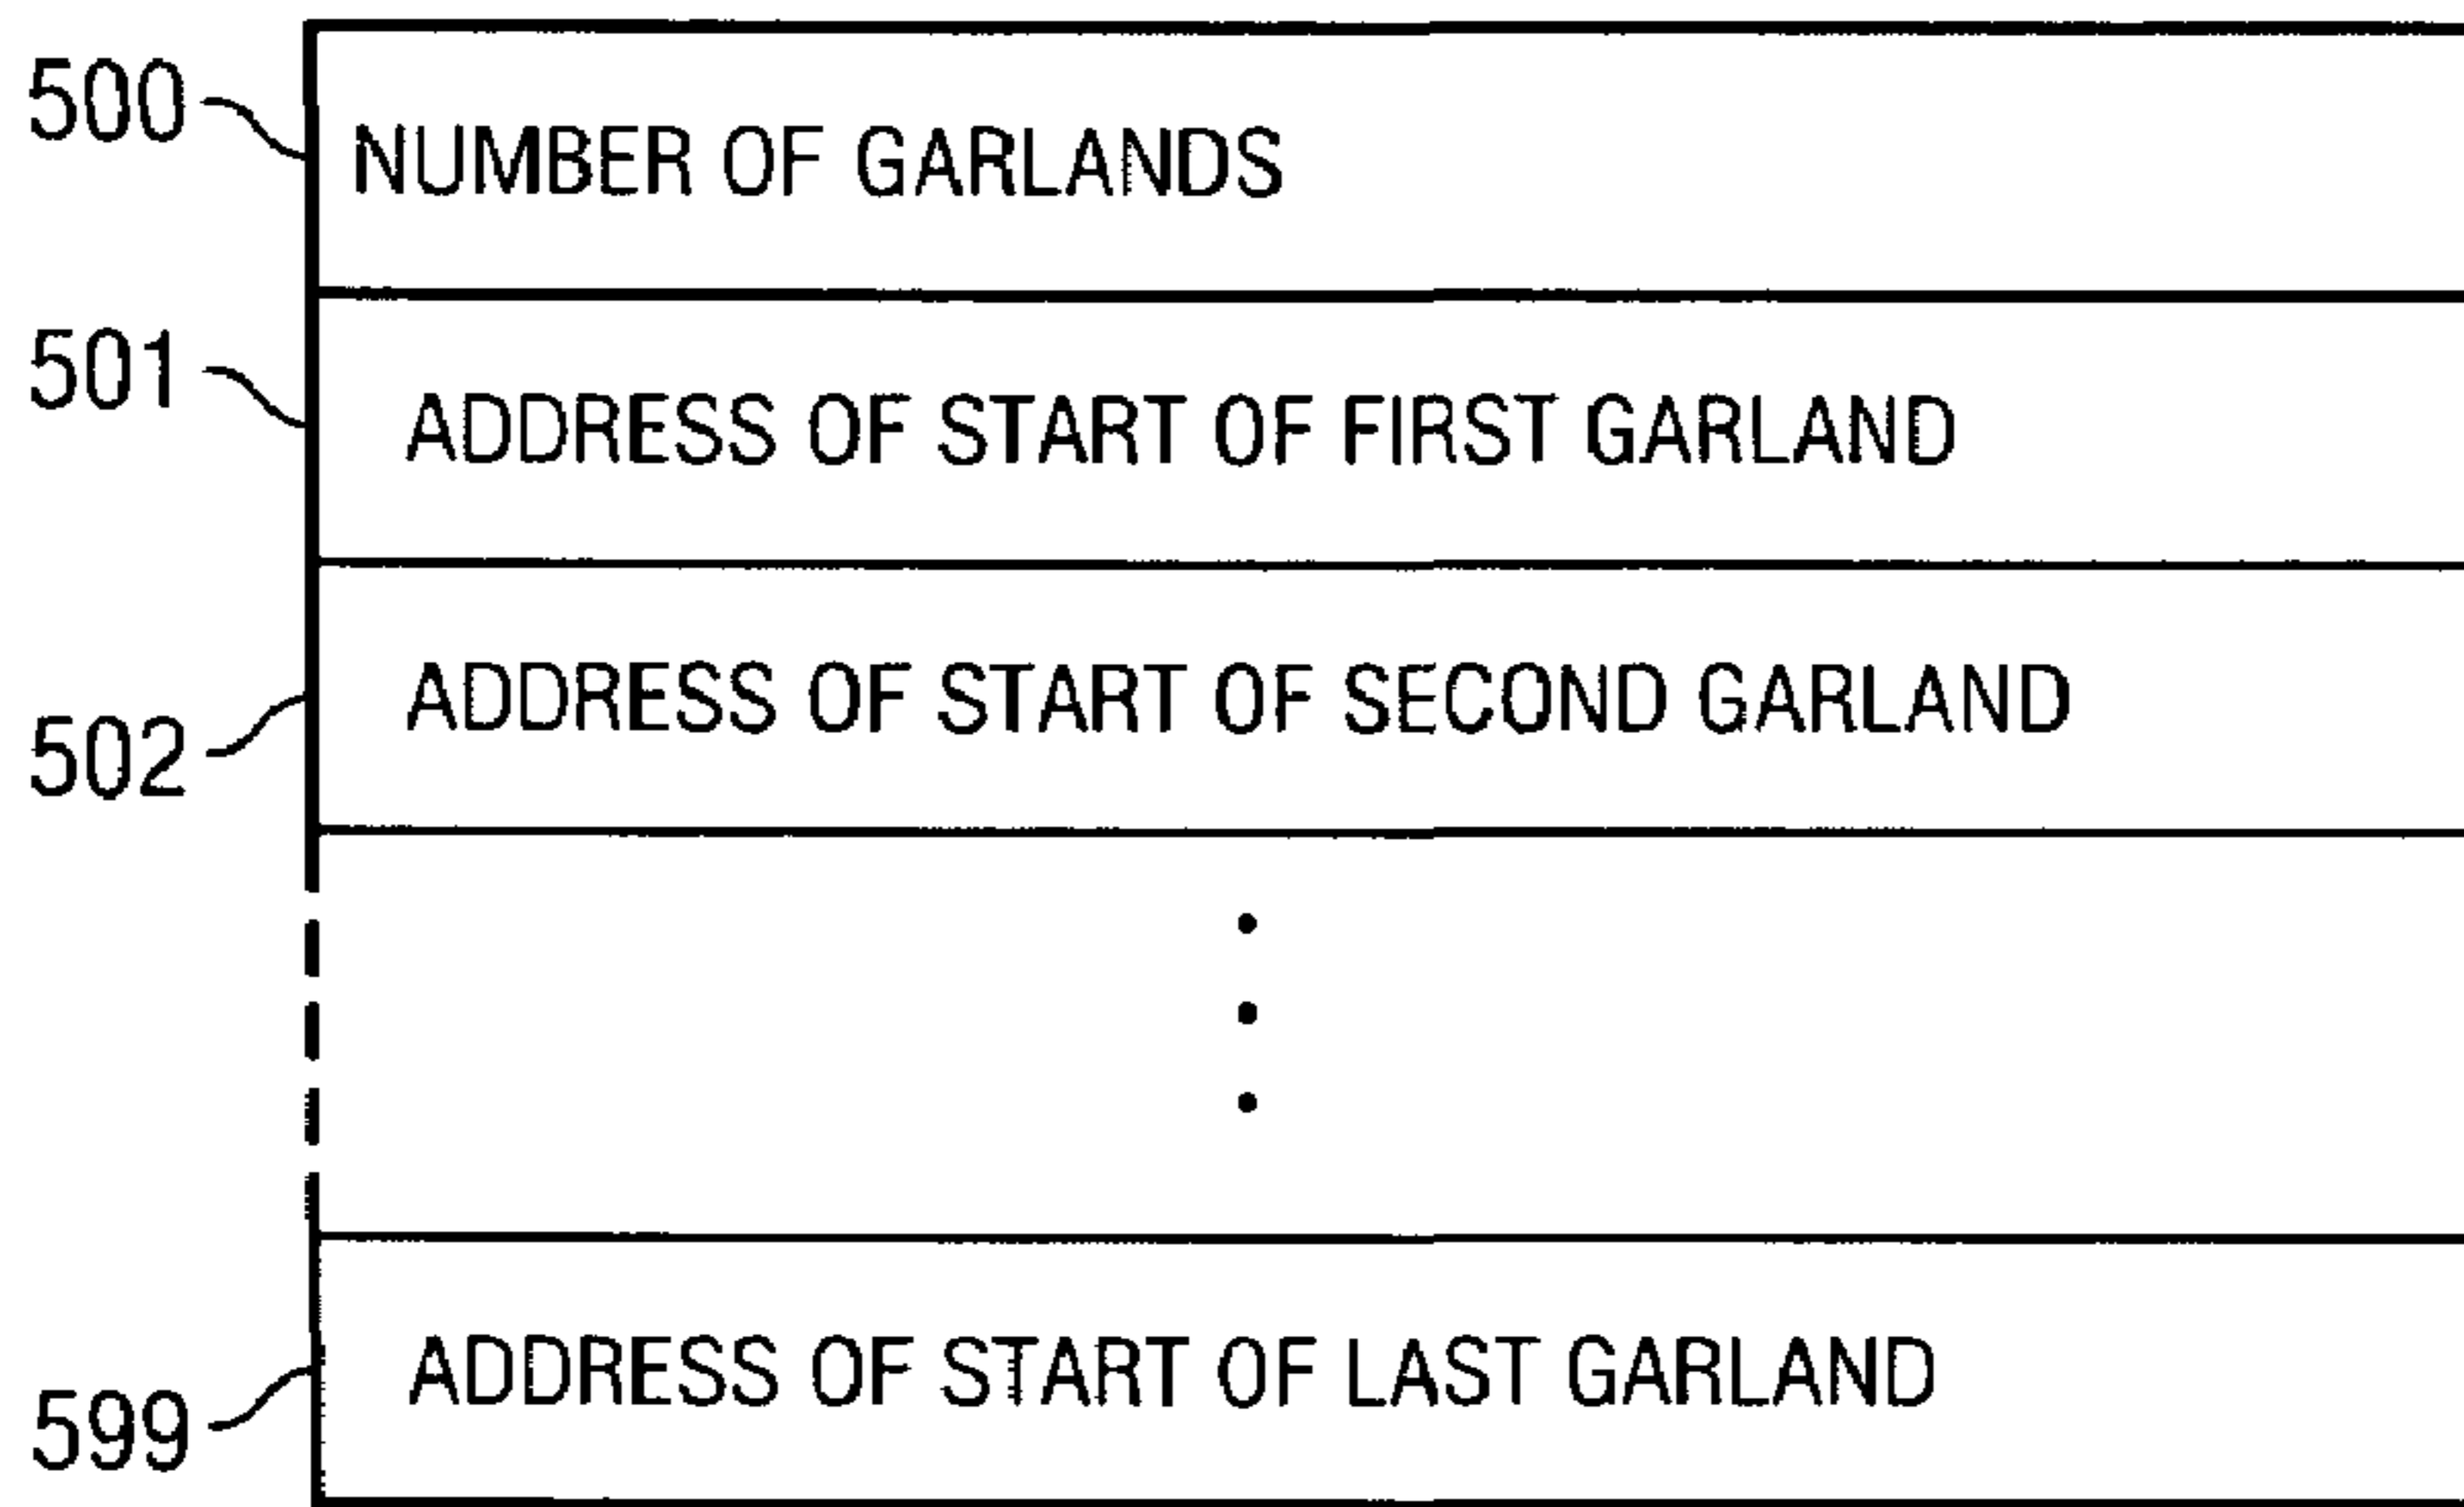 500 NUMBER OF GARLANDS
501 ADDRESS OF START OF FIRST GARLAND
502 ADDRESS OF START OF SECOND GARLAND
599 ADDRESS OF START OF LAST GARLAND